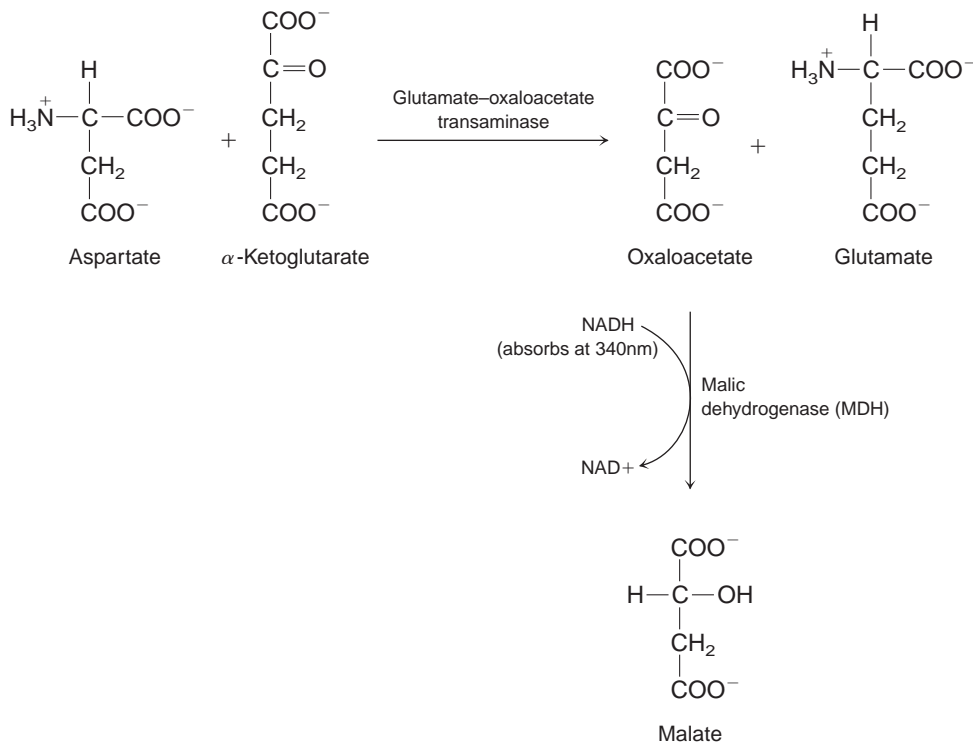 H
H₃N⁺—C—COO⁻
CH₂
COO⁻
Aspartate
+
COO⁻
C=O
CH₂
CH₂
COO⁻
α-Ketoglutarate
Glutamate–oxaloacetate
transaminase
COO⁻
C=O
CH₂
COO⁻
Oxaloacetate
+
H
H₃N⁺—C—COO⁻
CH₂
CH₂
COO⁻
Glutamate
NADH
(absorbs at 340nm)
Malic
dehydrogenase (MDH)
NAD+
COO⁻
H—C—OH
CH₂
COO⁻
Malate